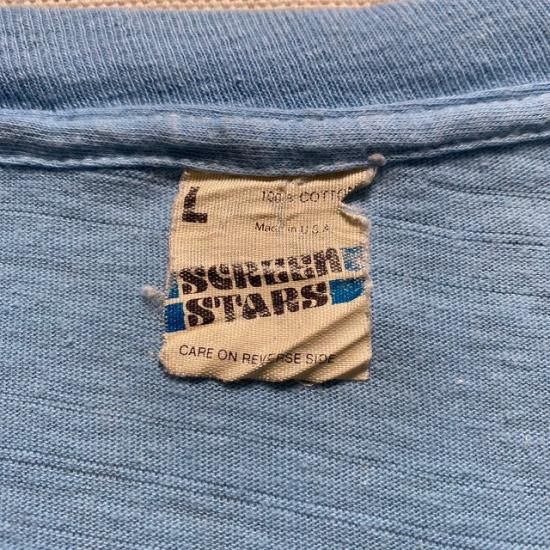 L
100% COTTON
Made in U.S.A.
SCREEN
STARS
CARE ON REVERSE SIDE